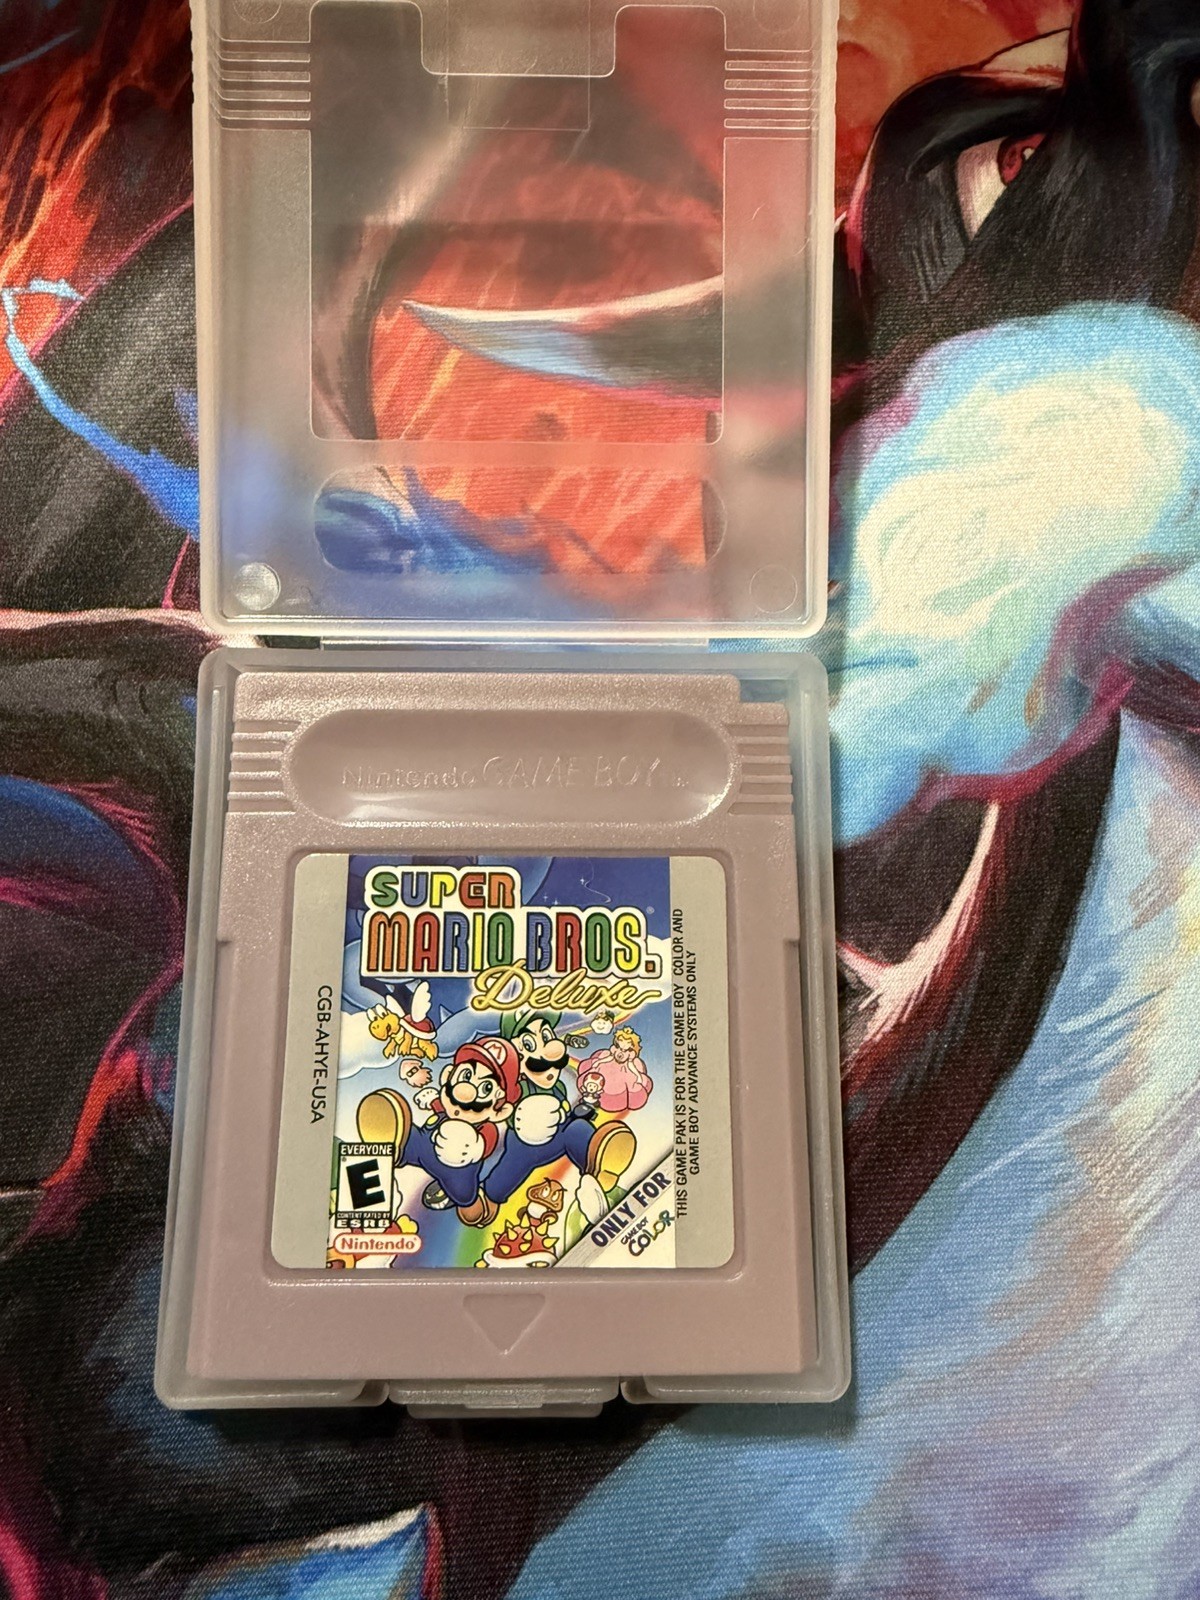 Nintendo GAME BOY
SUPER
MARIO BROS.
Deluxe
CGB-AHYE-USA
THIS GAME PAK IS FOR THE GAME BOY COLOR AND
GAME BOY ADVANCE SYSTEMS ONLY
EVERYONE
E
CONTENT RATED BY
ESRB
Nintendo®
ONLY FOR
GAME BOY
COLOR